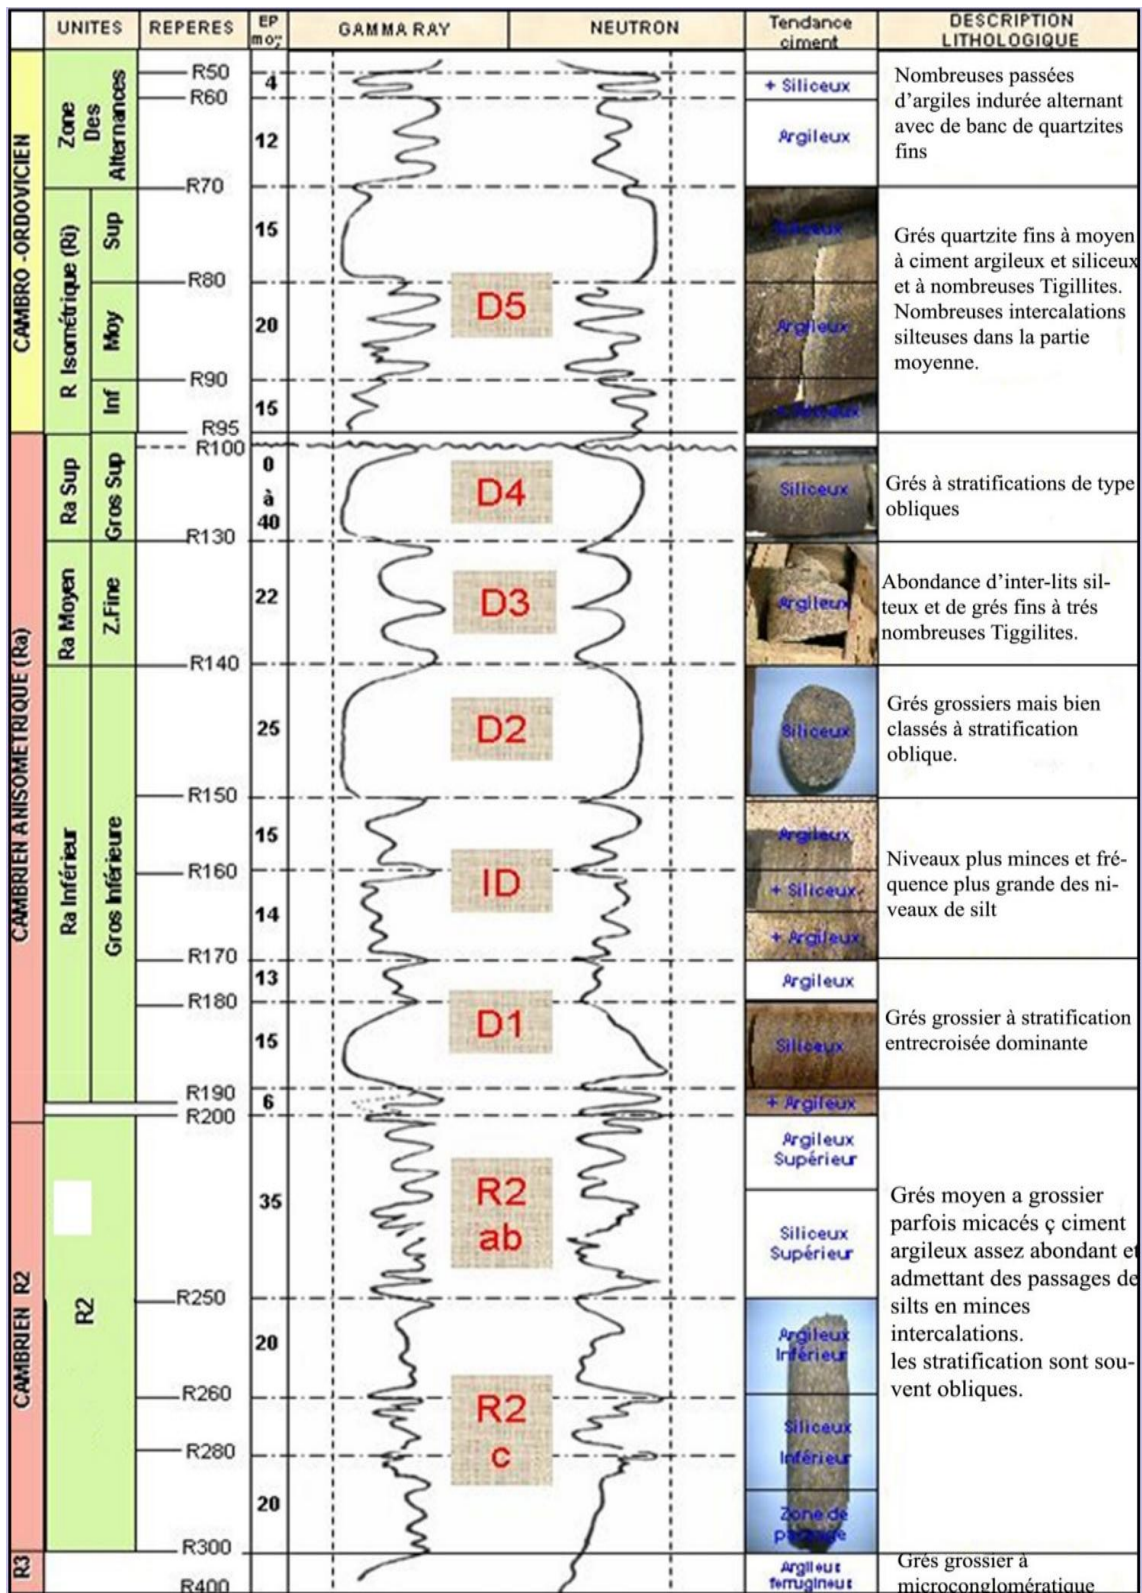 UNITES REPERES EP moy GAMMA RAY NEUTRON Tendance ciment DESCRIPTION LITHOLOGIQUE
CAMBRO -ORDOVICIEN
Zone
Des
Alternances
R50
4
+ Siliceux
R60
12
Argileux
R70
Nombreuses passées
d'argiles indurée alternant
avec de banc de quartzites
fins
R Isométrique (Ri)
Sup
15
Siliceux
R80
Moy
20
D5
Argileux
R90
Inf
15
+ Siliceux
R95
Grés quartzite fins à moyen
à ciment argileux et siliceux
et à nombreuses Tigillites.
Nombreuses intercalations
silteuses dans la partie
moyenne.
CAMBRIEN ANISOMETRIQUE (Ra)
R100
Ra Sup
Gros Sup
0
à
40
D4
Siliceux
R130
Grés à stratifications de type
obliques
Ra Moyen
Z.Fine
22
D3
Argileux
R140
Abondance d'inter-lits sil-
teux et de grés fins à trés
nombreuses Tiggilites.
Ra Inférieur
Gros Inférieure
25
D2
Siliceux
R150
Grés grossiers mais bien
classés à stratification
oblique.
15
Argileux
R160
ID
+ Siliceux
14
+ Argileux
R170
Niveaux plus minces et fré-
quence plus grande des ni-
veaux de silt
13
Argileux
R180
D1
15
Siliceux
R190
Grés grossier à stratification
entrecroisée dominante
6
+ Argileux
R200
CAMBRIEN R2
R2
Argileux
Supérieur
35
R2
ab
Siliceux
Supérieur
R250
20
Argileux
Inférieur
R260
R2
c
Siliceux
Inférieur
R280
20
Zone de
passage
R300
Grés moyen a grossier
parfois micacés ç ciment
argileux assez abondant et
admettant des passages de
silts en minces
intercalations.
les stratification sont sou-
vent obliques.
R3
R400
Argileux
ferrugineux
Grés grossier à
microconglomératique